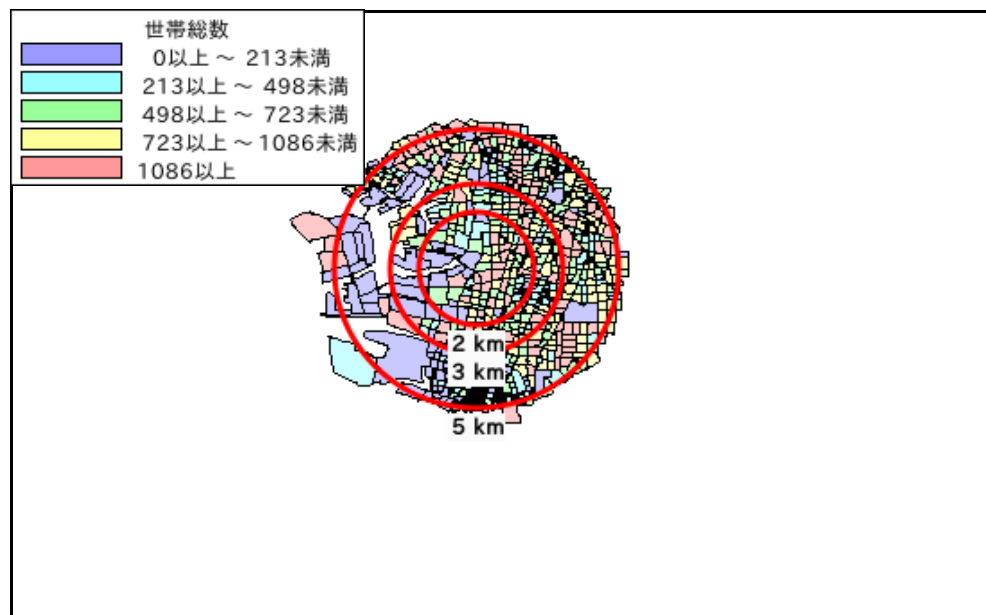 世帯総数
0以上 ～ 213未満
213以上 ～ 498未満
498以上 ～ 723未満
723以上 ～ 1086未満
1086以上
2 km
3 km
5 km